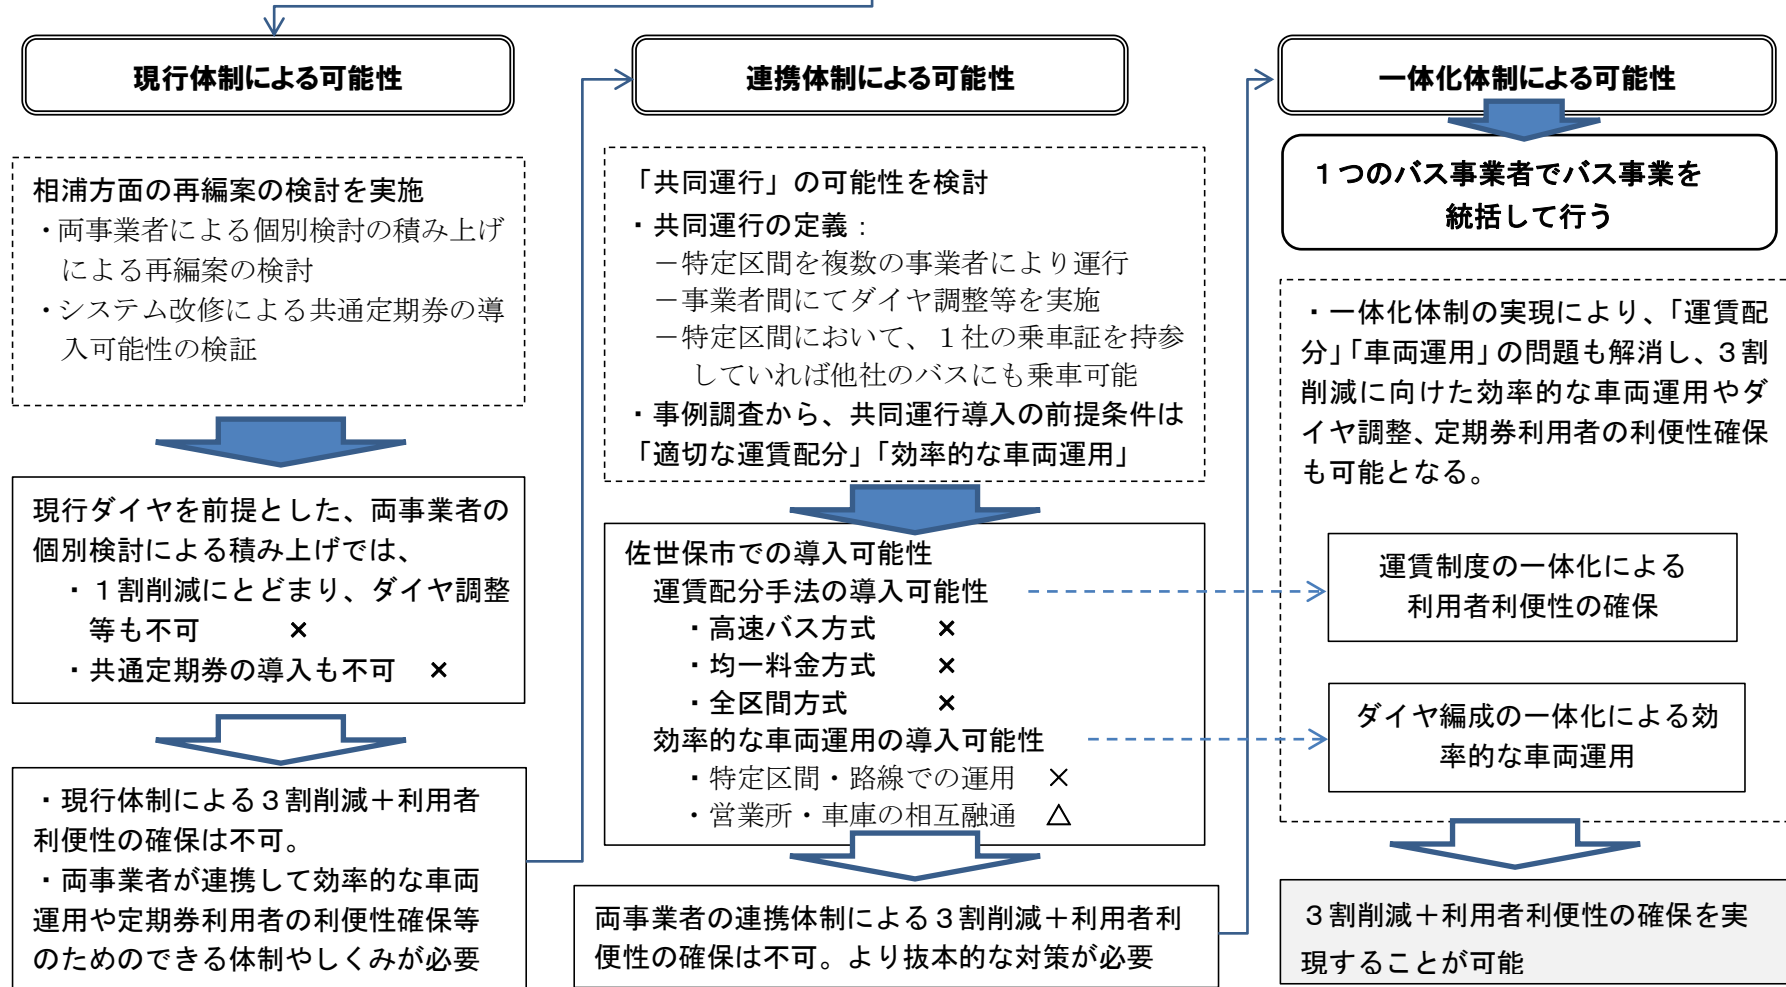 現行体制による可能性
相浦方面の再編案の検討を実施
・両事業者による個別検討の積み上げ
による再編案の検討
・システム改修による共通定期券の導
入可能性の検証
現行ダイヤを前提とした、両事業者の
個別検討による積み上げでは、
・１割削減にとどまり、ダイヤ調整
等も不可　×
・共通定期券の導入も不可　×
・現行体制による３割削減＋利用者
利便性の確保は不可。
・両事業者が連携して効率的な車両
運用や定期券利用者の利便性確保等
のためのできる体制やしくみが必要
連携体制による可能性
「共同運行」の可能性を検討
・共同運行の定義：
－特定区間を複数の事業者により運行
－事業者間にてダイヤ調整等を実施
－特定区間において、１社の乗車証を持参
していれば他社のバスにも乗車可能
・事例調査から、共同運行導入の前提条件は
「適切な運賃配分」「効率的な車両運用」
佐世保市での導入可能性
運賃配分手法の導入可能性
・高速バス方式　×
・均一料金方式　×
・全区間方式　×
効率的な車両運用の導入可能性
・特定区間・路線での運用　×
・営業所・車庫の相互融通　△
両事業者の連携体制による３割削減＋利用者利
便性の確保は不可。より抜本的な対策が必要
一体化体制による可能性
１つのバス事業者でバス事業を
統括して行う
・一体化体制の実現により、「運賃配
分」「車両運用」の問題も解消し、３割
削減に向けた効率的な車両運用やダ
イヤ調整、定期券利用者の利便性確保
も可能となる。
運賃制度の一体化による
利用者利便性の確保
ダイヤ編成の一体化による効
率的な車両運用
３割削減＋利用者利便性の確保を実
現することが可能